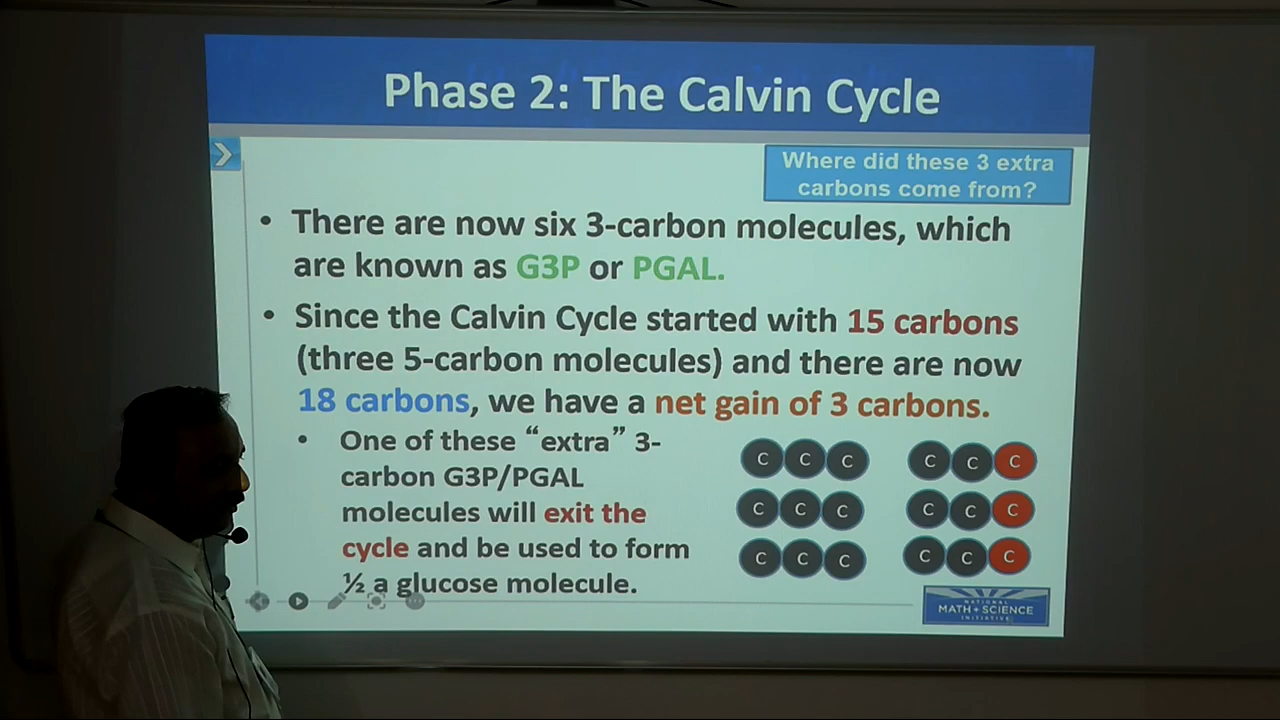 Phase 2: The Calvin Cycle
Where did these 3 extra
carbons come from?
• There are now six 3-carbon molecules, which
are known as G3P or PGAL.
• Since the Calvin Cycle started with 15 carbons
(three 5-carbon molecules) and there are now
18 carbons, we have a net gain of 3 carbons.
• One of these “extra” 3-
carbon G3P/PGAL
molecules will exit the
cycle and be used to form
½ a glucose molecule.
C C C C C C
C C C C C C
C C C C C C
NATIONAL
MATH + SCIENCE
INITIATIVE